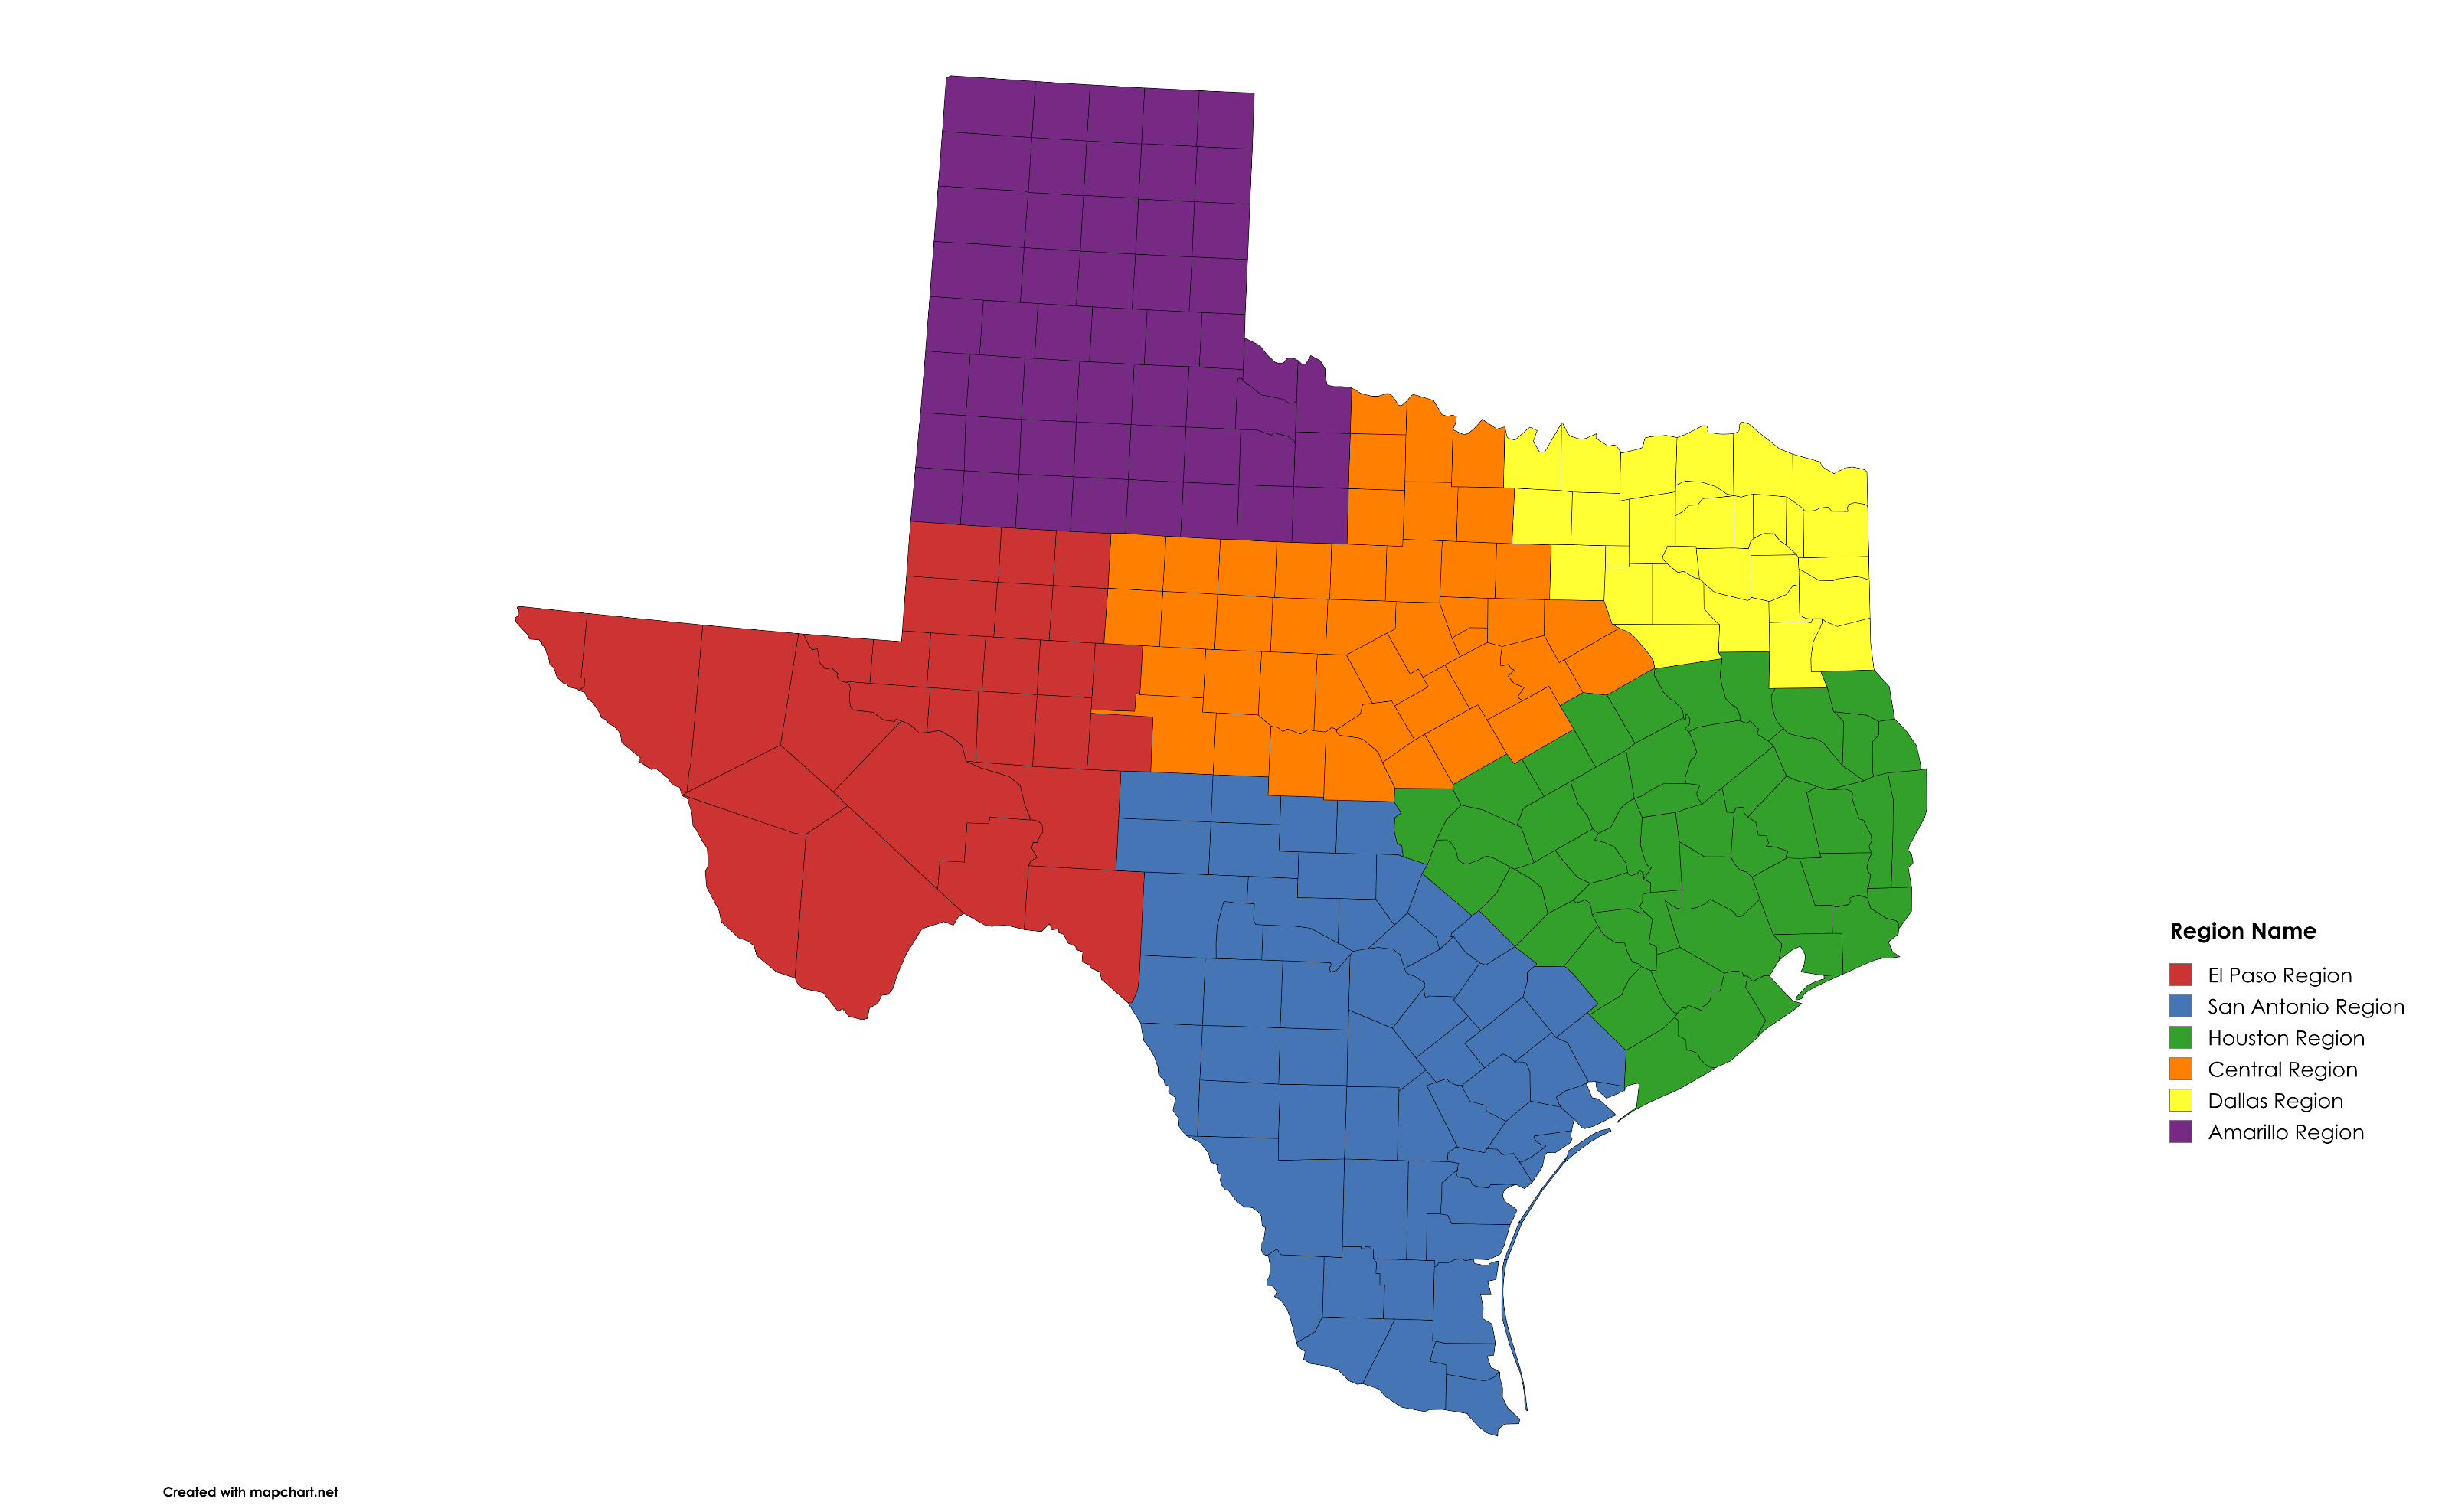 Region Name
El Paso Region
San Antonio Region
Houston Region
Central Region
Dallas Region
Amarillo Region
Created with mapchart.net